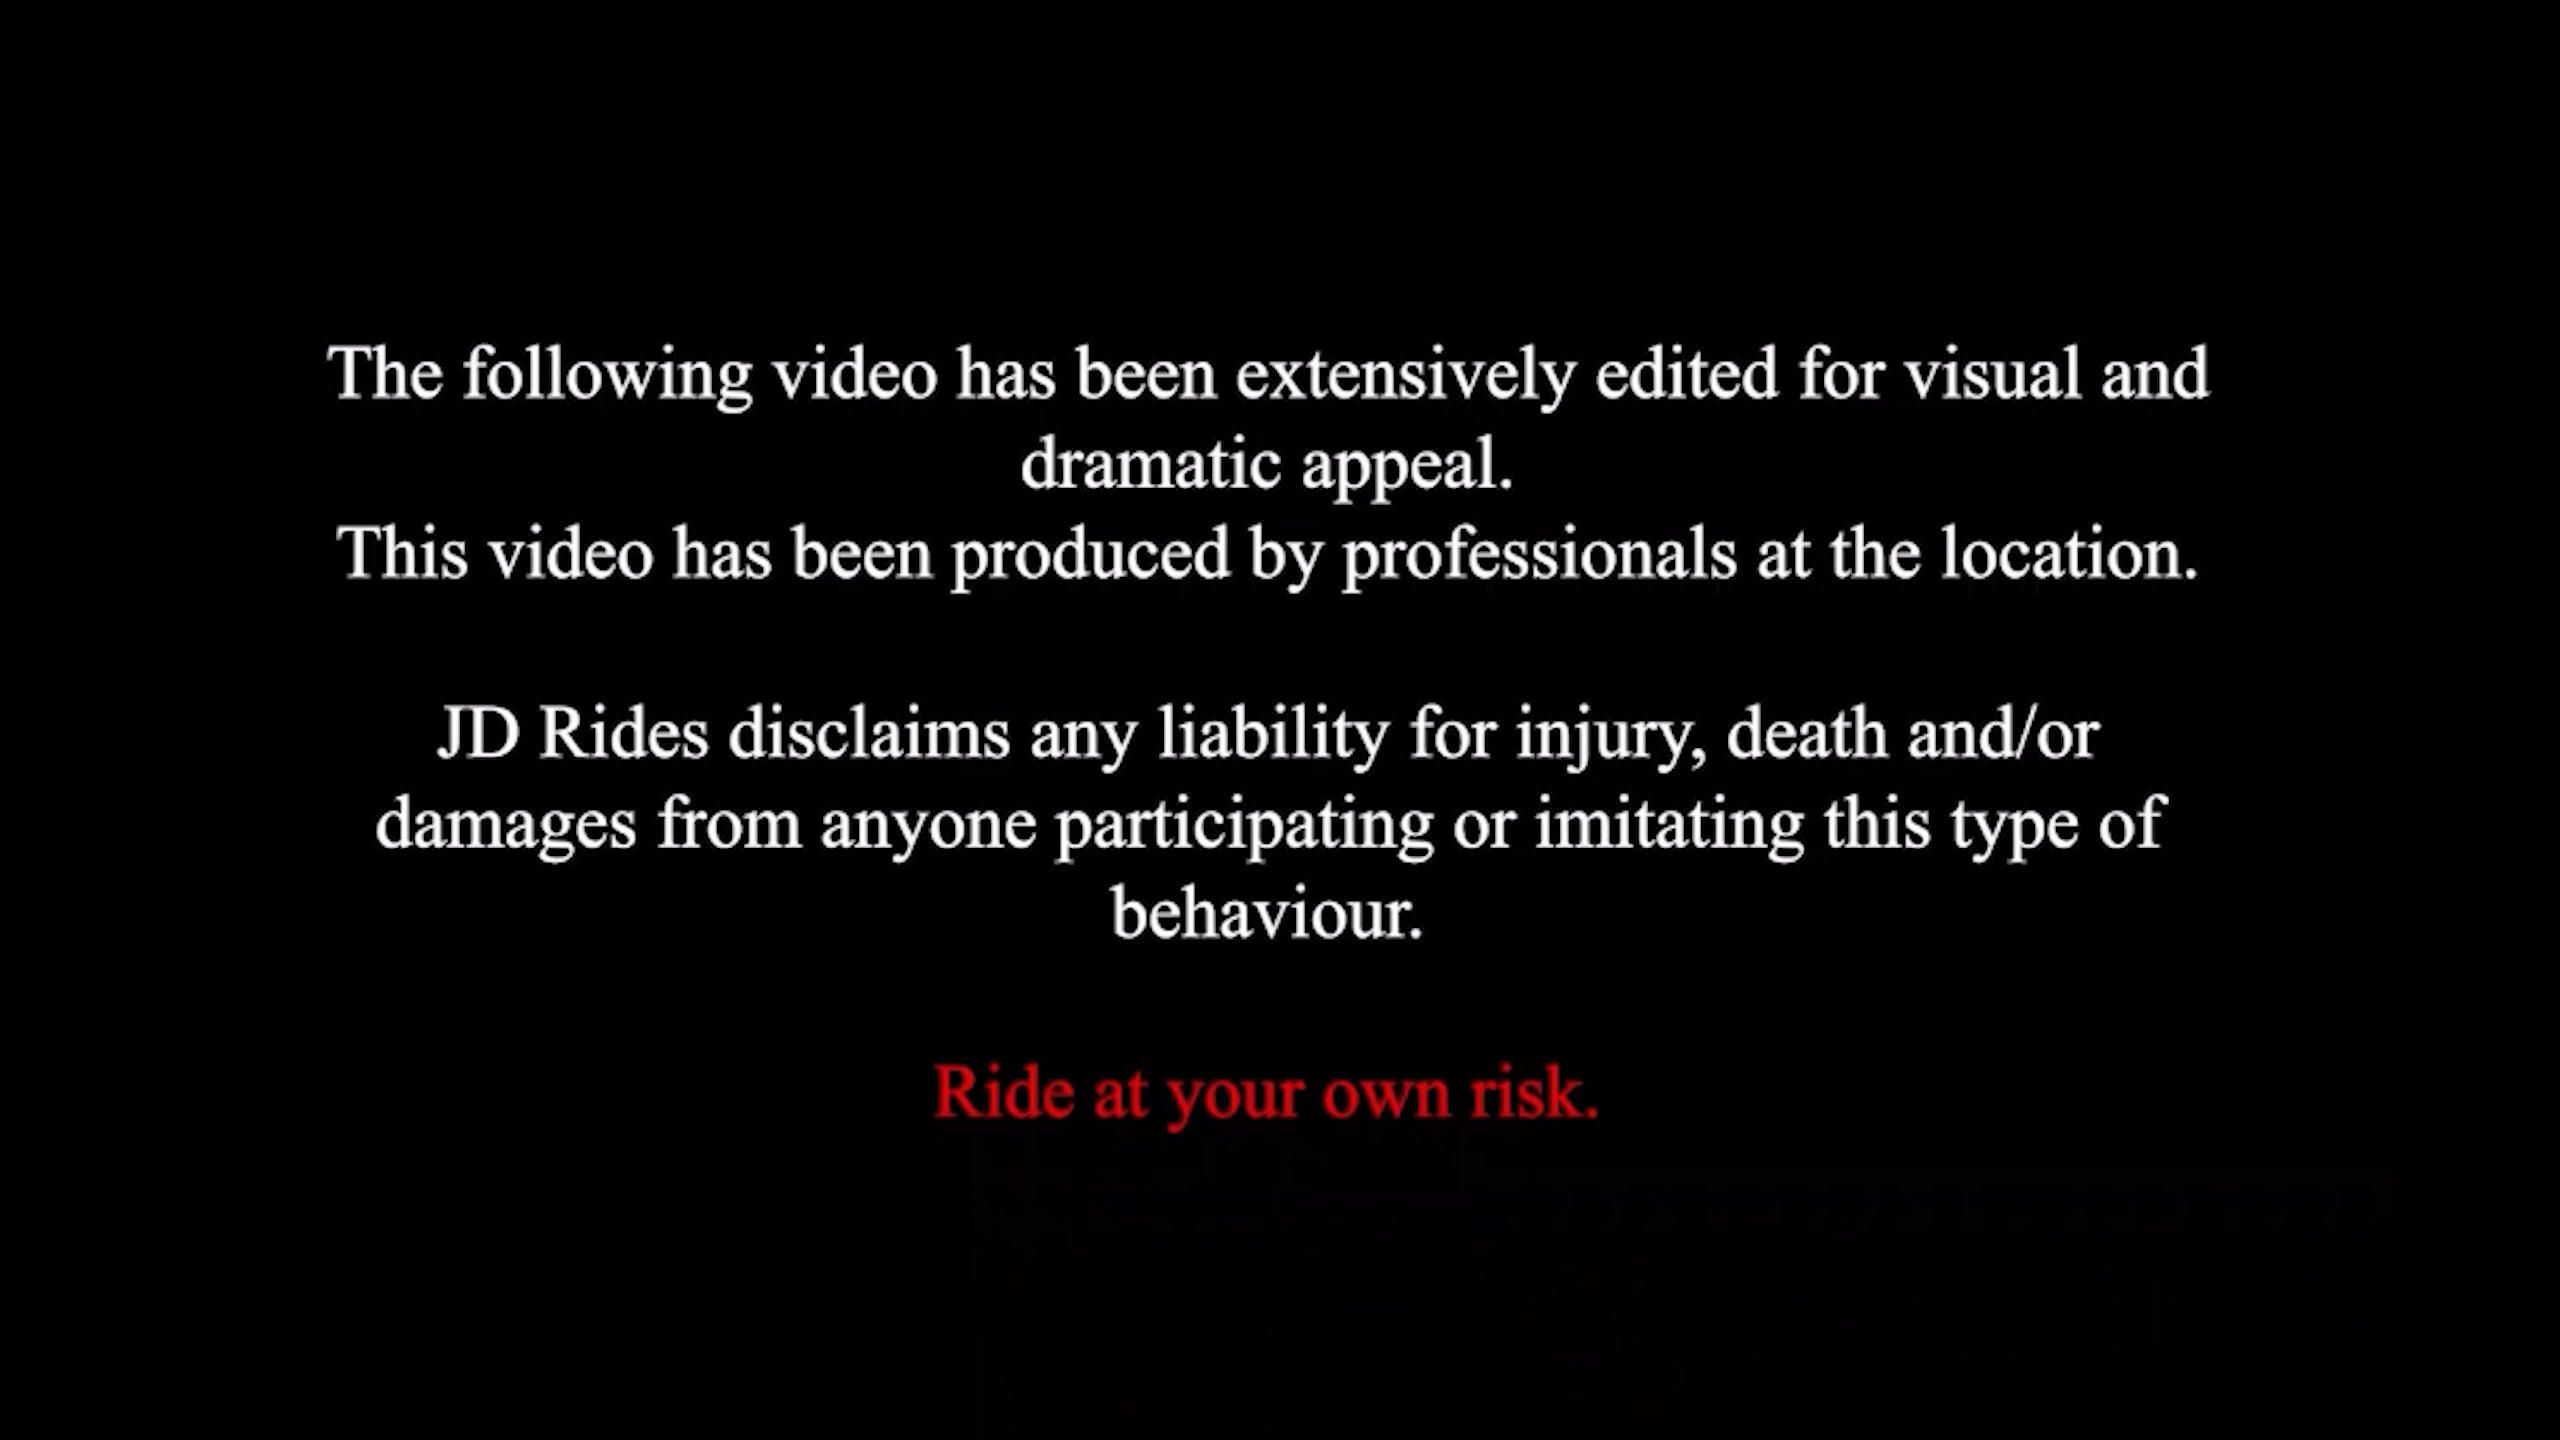 The following video has been extensively edited for visual and
dramatic appeal.
This video has been produced by professionals at the location.
JD Rides disclaims any liability for injury, death and/or
damages from anyone participating or imitating this type of
behaviour.
Ride at your own risk.